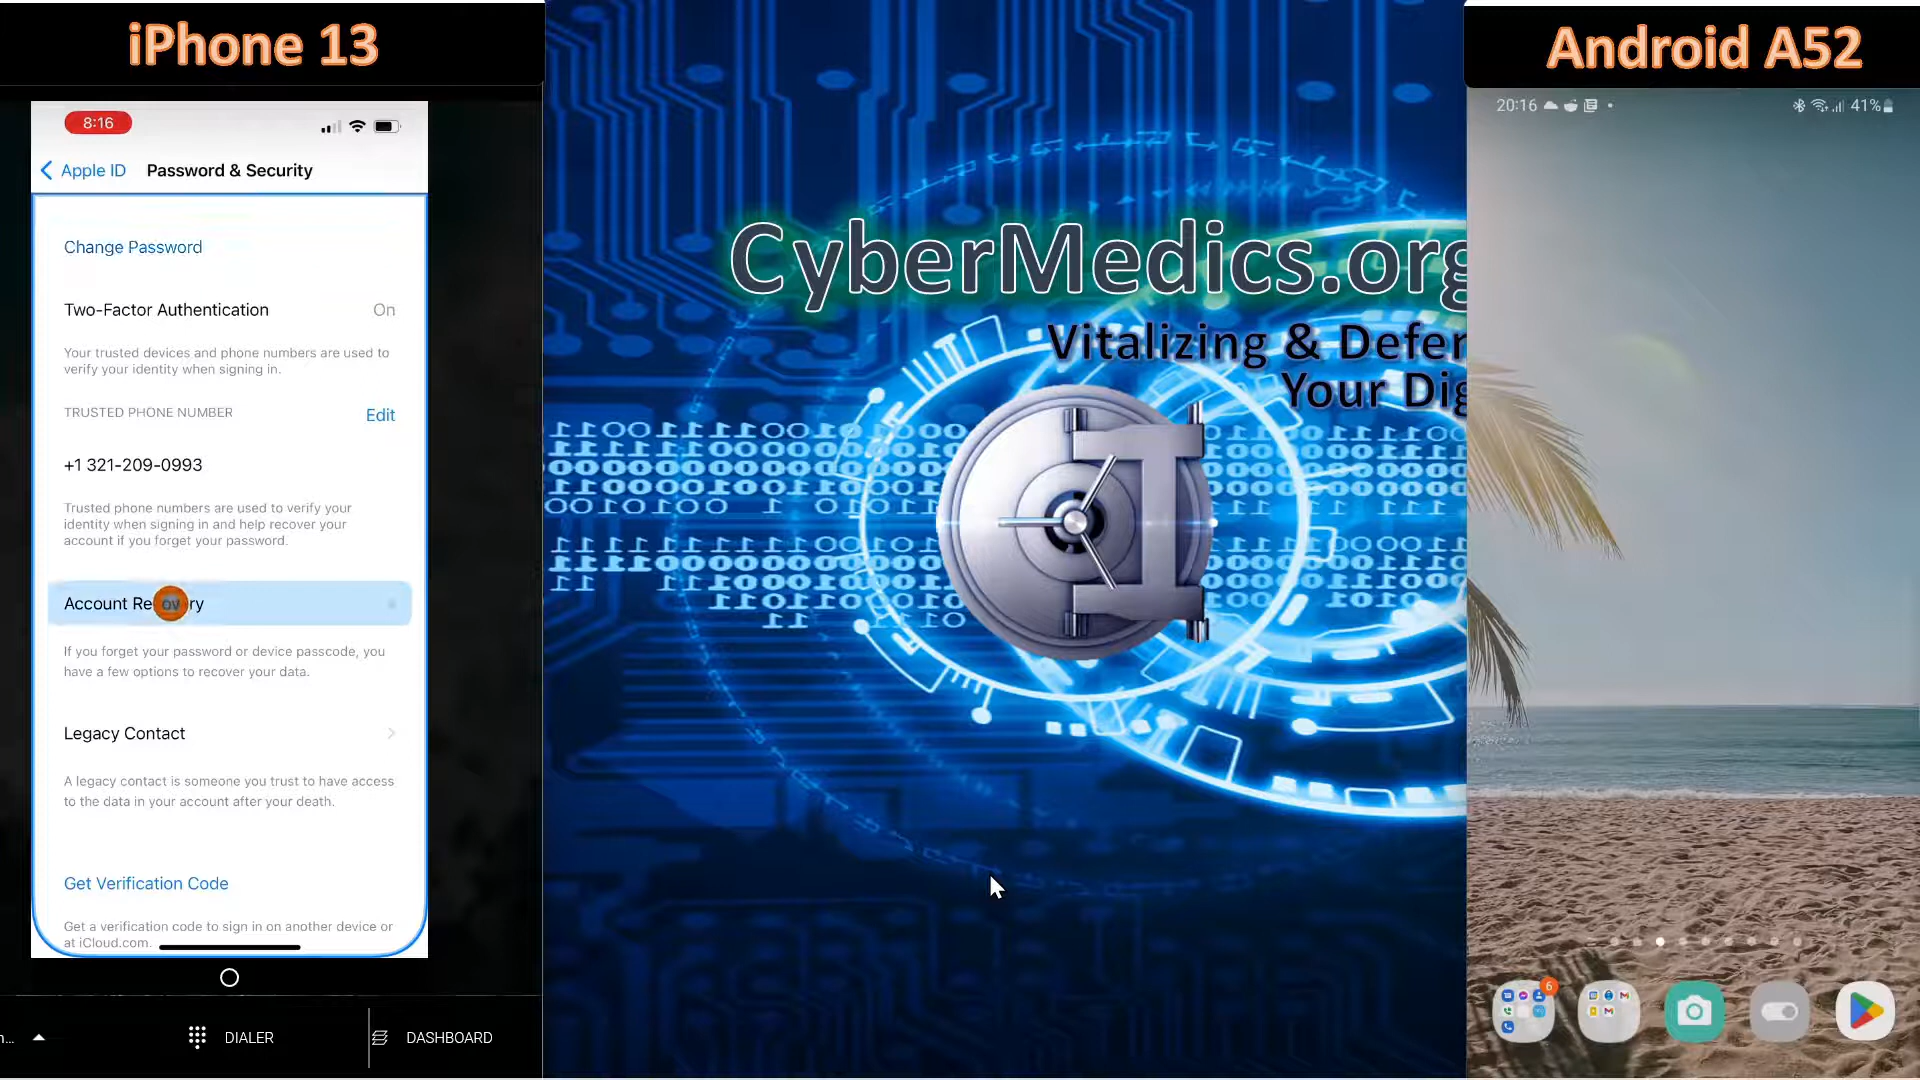 iPhone 13
8:16
Apple ID
Password & Security
Change Password
Two-Factor Authentication
On
Your trusted devices and phone numbers are used to
verify your identity when signing in.
TRUSTED PHONE NUMBER
Edit
+1 321-209-0993
Trusted phone numbers are used to verify your
identity when signing in and help recover your
account if you forget your password.
Account Recovery
If you forget your password or device passcode, you
have a few options to recover your data.
Legacy Contact
A legacy contact is someone you trust to have access
to the data in your account after your death.
Get Verification Code
Get a verification code to sign in on another device or
at iCloud.com.
DIALER
DASHBOARD
CyberMedics.org
Vitalizing & Defen
Your Dig
Android A52
20:16
41%
6